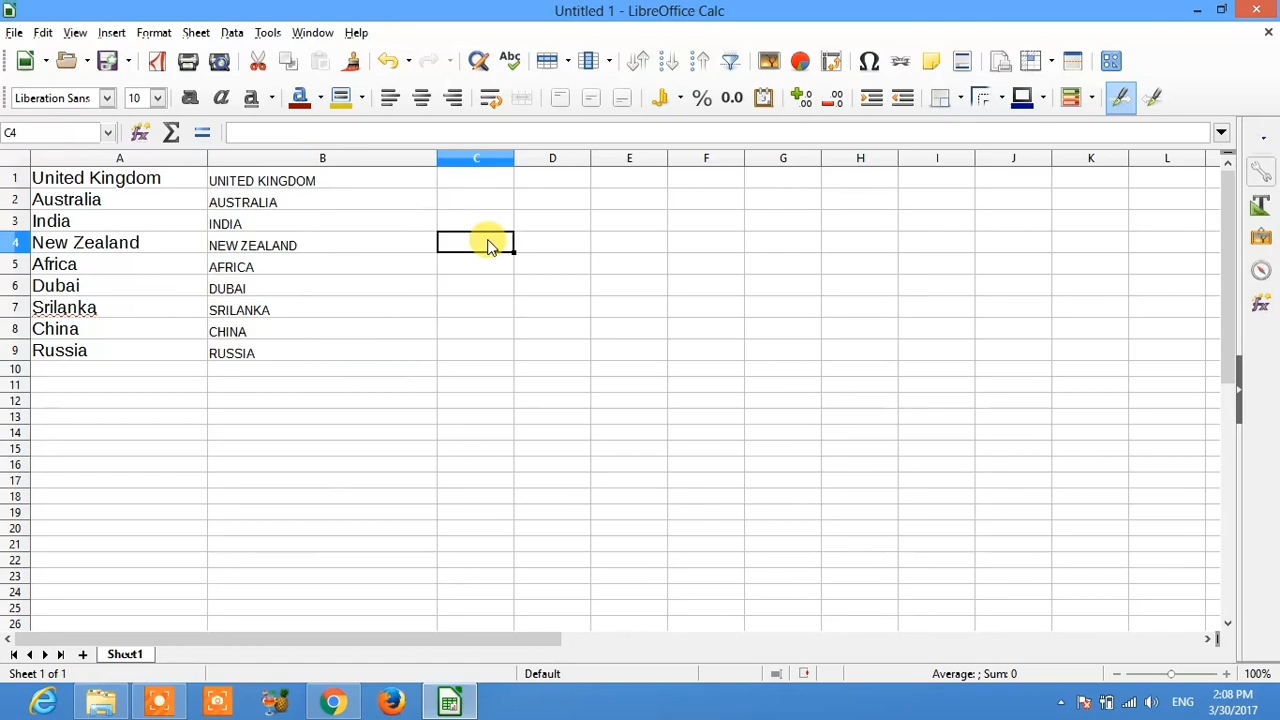 Untitled 1 - LibreOffice Calc
File Edit View Insert Format Sheet Data Tools Window Help
Abc
Liberation Sans 10 a a a a % 0.0
C4
A B C D E F G H I J K L
1 United Kingdom UNITED KINGDOM
2 Australia AUSTRALIA
3 India INDIA
4 New Zealand NEW ZEALAND
5 Africa AFRICA
6 Dubai DUBAI
7 Srilanka SRILANKA
8 China CHINA
9 Russia RUSSIA
10
11
12
13
14
15
16
17
18
19
20
21
22
23
24
25
26
Sheet1
Sheet 1 of 1 Default Average: ; Sum: 0 100%
ENG 2:08 PM
3/30/2017